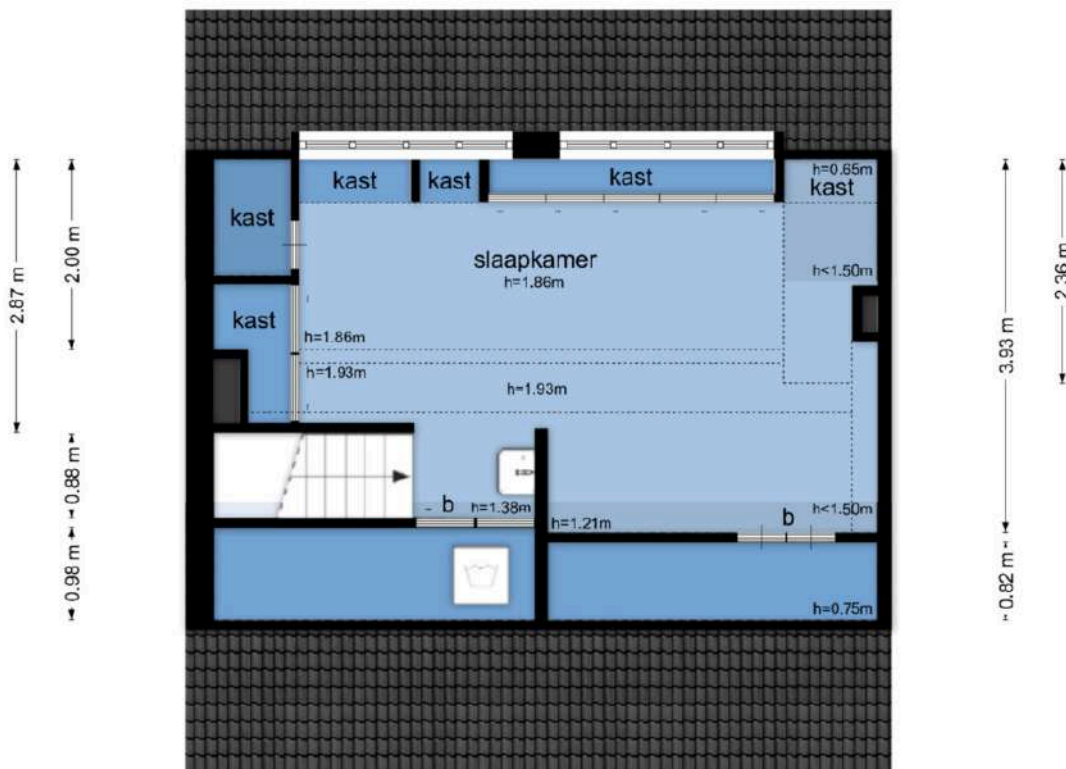 h=0.65m
kast
kast
kast
kast
kast
slaapkamer
h=1.86m
h<1.50m
kast
h=1.86m
h=1.93m
h=1.93m
b
h=1.38m
h<1.50m
h=1.21m
b
h=0.75m
2.87 m
2.00 m
0.88 m
0.98 m
3.93 m
0.82 m
2.36 m